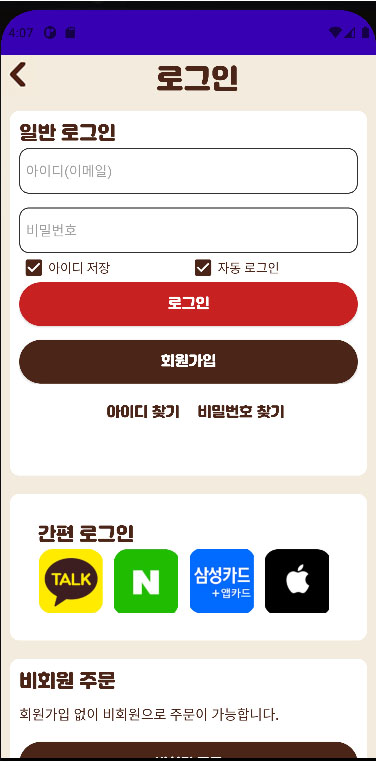 4:07
로그인
일반 로그인
아이디(이메일)
비밀번호
아이디 저장 자동 로그인
로그인
회원가입
아이디 찾기 비밀번호 찾기
간편 로그인
TALK N 삼성카드
+앱카드
비회원 주문
회원가입 없이 비회원으로 주문이 가능합니다.